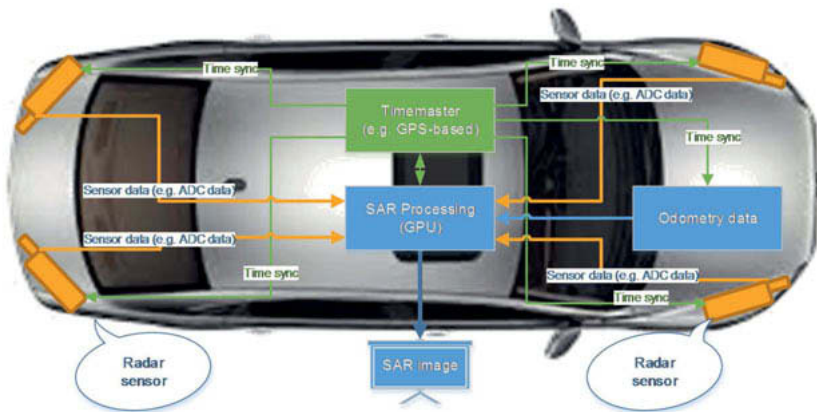 Time sync
Time sync
Sensor data (e.g. ADC data)
Timemaster
(e.g. GPS-based)
Time sync
Sensor data (e.g. ADC data)
SAR Processing
(GPU)
Odometry data
Sensor data (e.g. ADC data)
Sensor data (e.g. ADC data)
Time sync
Time sync
Radar
sensor
SAR image
Radar
sensor